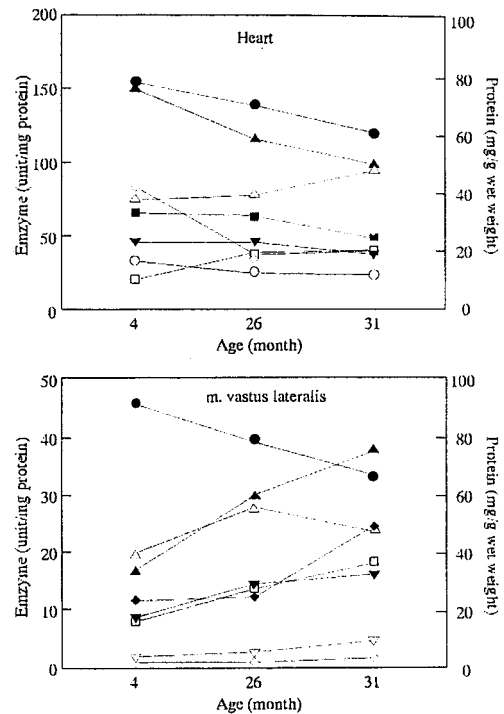 Heart
200
150
100
50
0
Emzyme (unit/mg protein)
100
80
60
40
20
0
Protein (mg/g wet weight)
4 26 31
Age (month)
m. vastus lateralis
50
40
30
20
10
0
Emzyme (unit/mg protein)
100
80
60
40
20
0
Protein (mg/g wet weight)
4 26 31
Age (month)